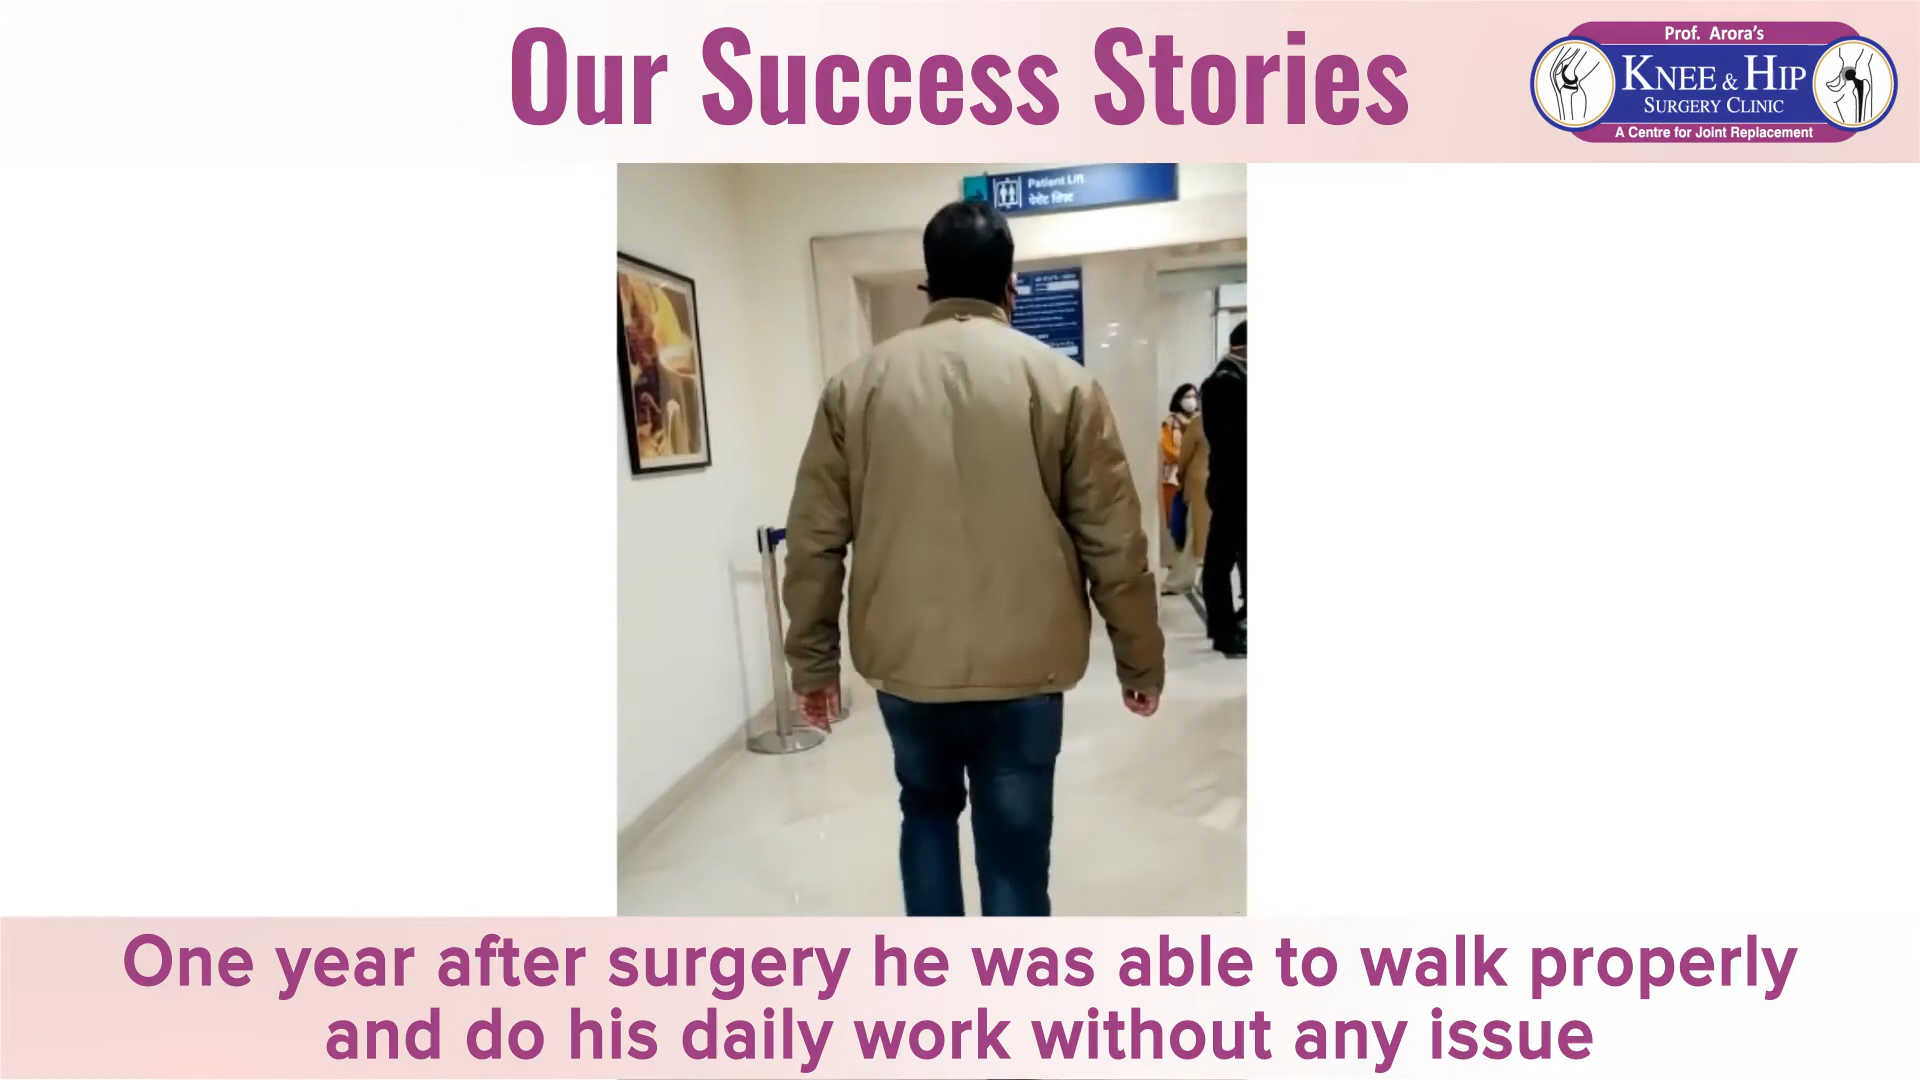 Our Success Stories
Prof. Arora's
KNEE & HIP
SURGERY CLINIC
A Centre for Joint Replacement
Patient Lift
पेशेंट लिफ्ट
One year after surgery he was able to walk properly
and do his daily work without any issue